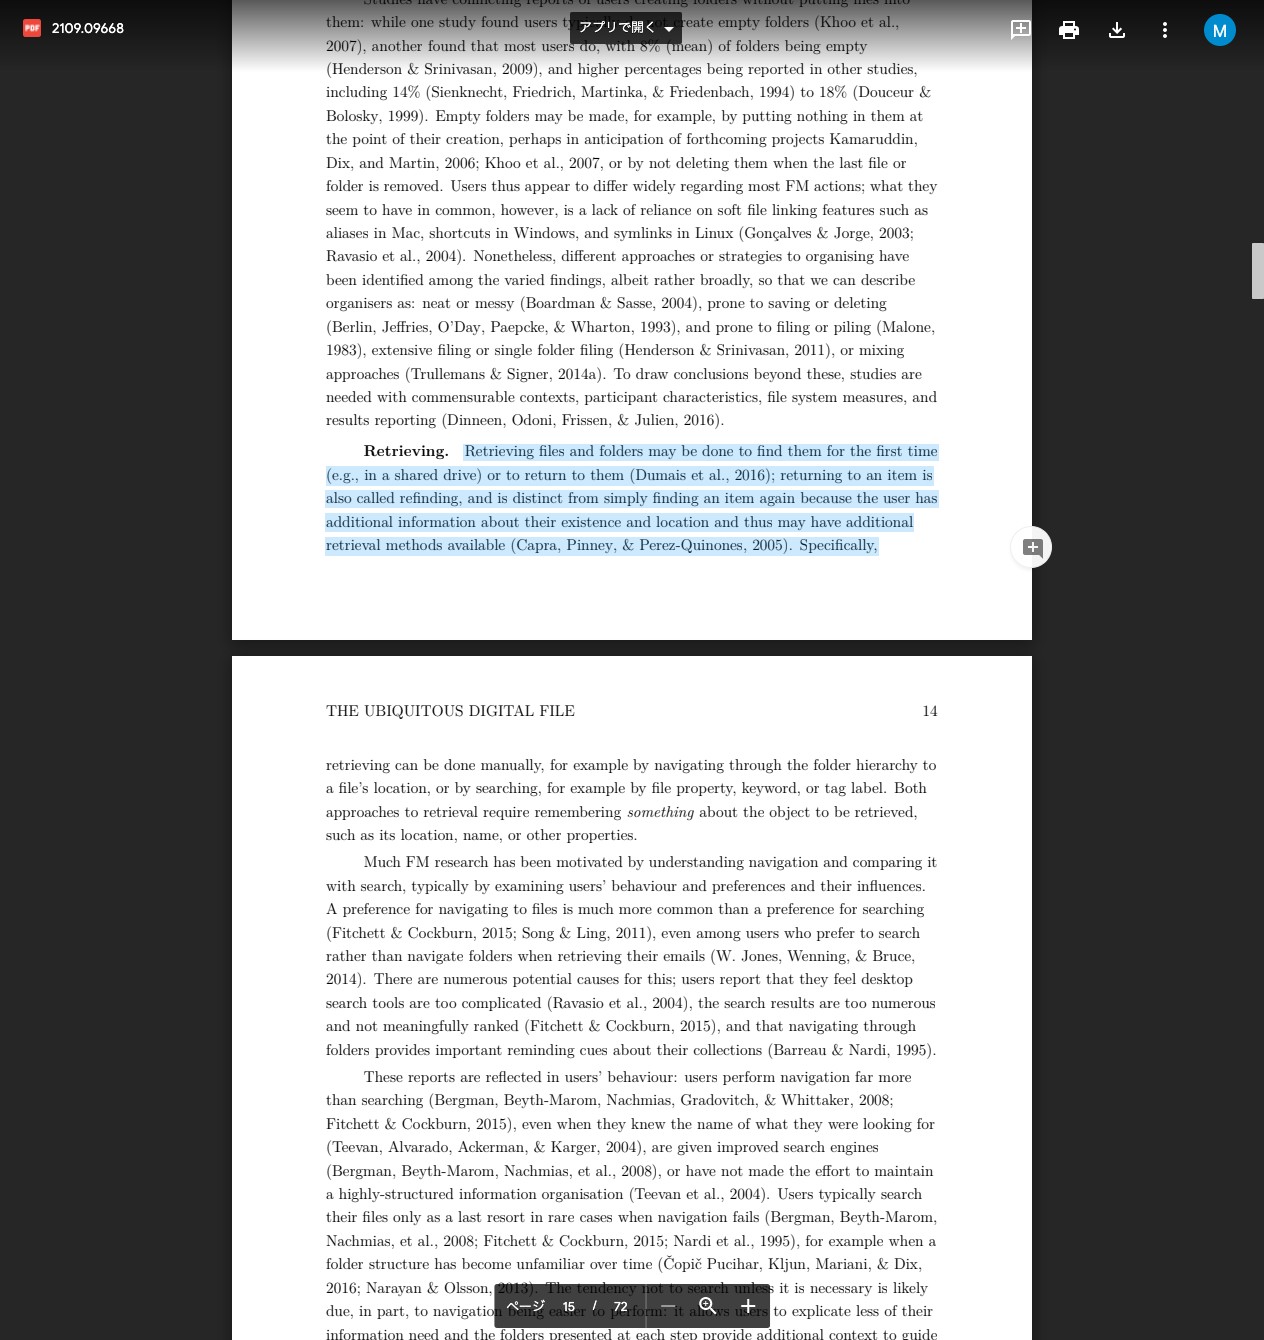 2109.09668
アプリで開く
M
Studies have conflicting reports of users creating folders without putting files into
them: while one study found users typically do not create empty folders (Khoo et al.,
2007), another found that most users do, with 8% (mean) of folders being empty
(Henderson & Srinivasan, 2009), and higher percentages being reported in other studies,
including 14% (Sienknecht, Friedrich, Martinka, & Friedenbach, 1994) to 18% (Douceur &
Bolosky, 1999). Empty folders may be made, for example, by putting nothing in them at
the point of their creation, perhaps in anticipation of forthcoming projects Kamaruddin,
Dix, and Martin, 2006; Khoo et al., 2007, or by not deleting them when the last file or
folder is removed. Users thus appear to differ widely regarding most FM actions; what they
seem to have in common, however, is a lack of reliance on soft file linking features such as
aliases in Mac, shortcuts in Windows, and symlinks in Linux (Gonçalves & Jorge, 2003;
Ravasio et al., 2004). Nonetheless, different approaches or strategies to organising have
been identified among the varied findings, albeit rather broadly, so that we can describe
organisers as: neat or messy (Boardman & Sasse, 2004), prone to saving or deleting
(Berlin, Jeffries, O'Day, Paepcke, & Wharton, 1993), and prone to filing or piling (Malone,
1983), extensive filing or single folder filing (Henderson & Srinivasan, 2011), or mixing
approaches (Trullemans & Signer, 2014a). To draw conclusions beyond these, studies are
needed with commensurable contexts, participant characteristics, file system measures, and
results reporting (Dinneen, Odoni, Frissen, & Julien, 2016).
Retrieving. Retrieving files and folders may be done to find them for the first time
(e.g., in a shared drive) or to return to them (Dumais et al., 2016); returning to an item is
also called refinding, and is distinct from simply finding an item again because the user has
additional information about their existence and location and thus may have additional
retrieval methods available (Capra, Pinney, & Perez-Quinones, 2005). Specifically,
THE UBIQUITOUS DIGITAL FILE 14
retrieving can be done manually, for example by navigating through the folder hierarchy to
a file's location, or by searching, for example by file property, keyword, or tag label. Both
approaches to retrieval require remembering something about the object to be retrieved,
such as its location, name, or other properties.
Much FM research has been motivated by understanding navigation and comparing it
with search, typically by examining users' behaviour and preferences and their influences.
A preference for navigating to files is much more common than a preference for searching
(Fitchett & Cockburn, 2015; Song & Ling, 2011), even among users who prefer to search
rather than navigate folders when retrieving their emails (W. Jones, Wenning, & Bruce,
2014). There are numerous potential causes for this; users report that they feel desktop
search tools are too complicated (Ravasio et al., 2004), the search results are too numerous
and not meaningfully ranked (Fitchett & Cockburn, 2015), and that navigating through
folders provides important reminding cues about their collections (Barreau & Nardi, 1995).
These reports are reflected in users' behaviour: users perform navigation far more
than searching (Bergman, Beyth-Marom, Nachmias, Gradovitch, & Whittaker, 2008;
Fitchett & Cockburn, 2015), even when they knew the name of what they were looking for
(Teevan, Alvarado, Ackerman, & Karger, 2004), are given improved search engines
(Bergman, Beyth-Marom, Nachmias, et al., 2008), or have not made the effort to maintain
a highly-structured information organisation (Teevan et al., 2004). Users typically search
their files only as a last resort in rare cases when navigation fails (Bergman, Beyth-Marom,
Nachmias, et al., 2008; Fitchett & Cockburn, 2015; Nardi et al., 1995), for example when a
folder structure has become unfamiliar over time (Čopič Pucihar, Kljun, Mariani, & Dix,
2016; Narayan & Olsson, 2013). The tendency not to search unless it is necessary is likely
due, in part, to navigation being easier to perform: it allows users to explicate less of their
information need and the folders presented at each step provide additional context to guide
ページ 15 / 72